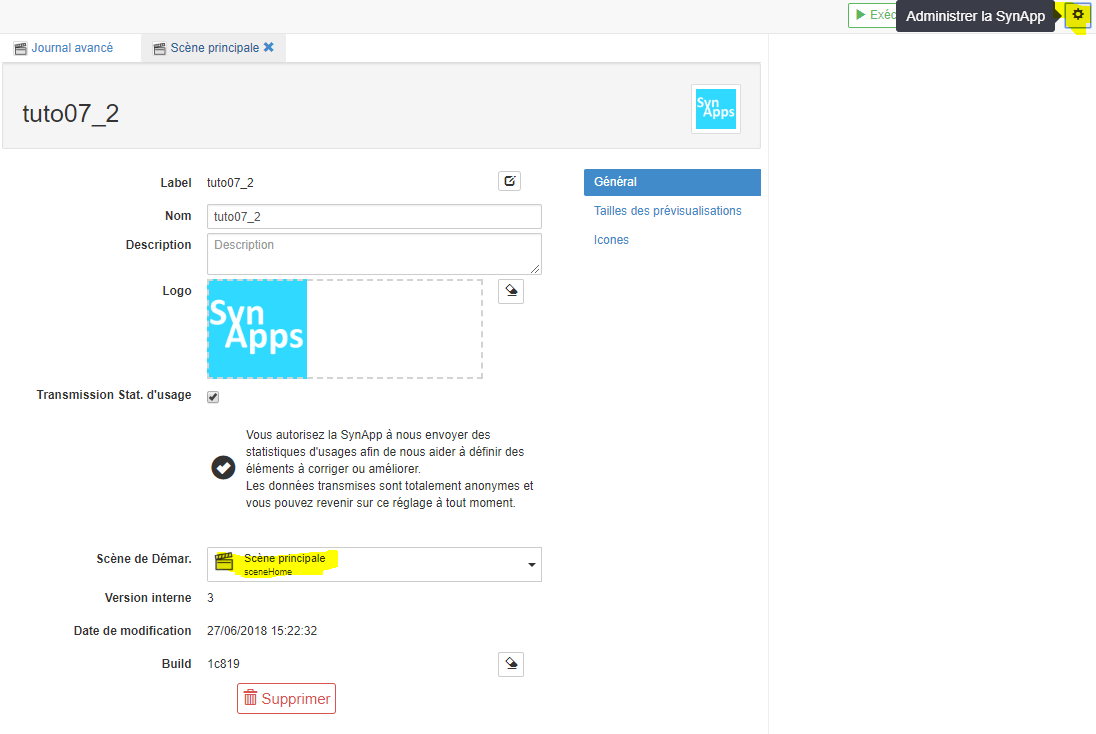 Exéc
Administrer la SynApp
Journal avancé
Scène principale
tuto07_2
Syn
Apps
Label
tuto07_2
Général
Nom
tuto07_2
Tailles des prévisualisations
Description
Description
Icones
Logo
Syn
Apps
Transmission Stat. d'usage
Vous autorisez la SynApp à nous envoyer des
statistiques d'usages afin de nous aider à définir des
éléments à corriger ou améliorer.
Les données transmises sont totalement anonymes et
vous pouvez revenir sur ce réglage à tout moment.
Scène de Démar.
Scène principale
sceneHome
Version interne
3
Date de modification
27/06/2018 15:22:32
Build
1c819
Supprimer